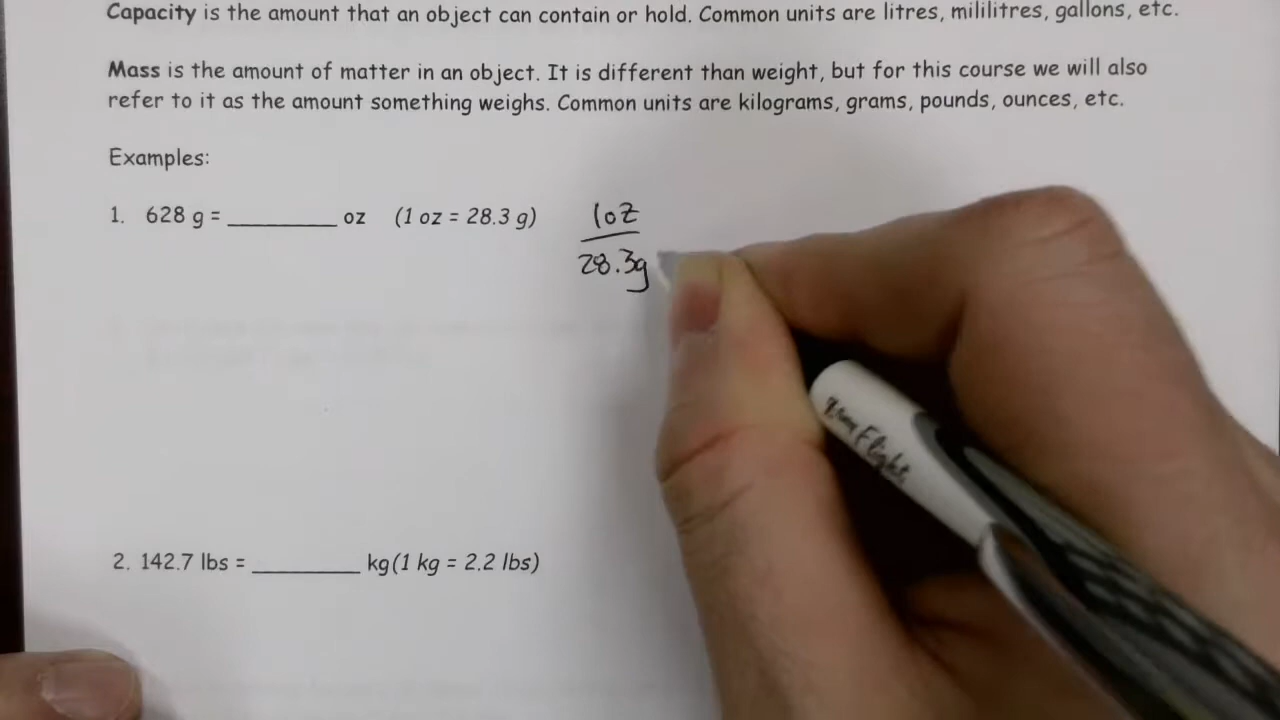 Capacity is the amount that an object can contain or hold. Common units are litres, mililitres, gallons, etc.
Mass is the amount of matter in an object. It is different than weight, but for this course we will also
refer to it as the amount something weighs. Common units are kilograms, grams, pounds, ounces, etc.
Examples:
1. 628 g = ________ oz (1 oz = 28.3 g)
1oz
28.3g
2. 142.7 lbs = ________ kg(1 kg = 2.2 lbs)